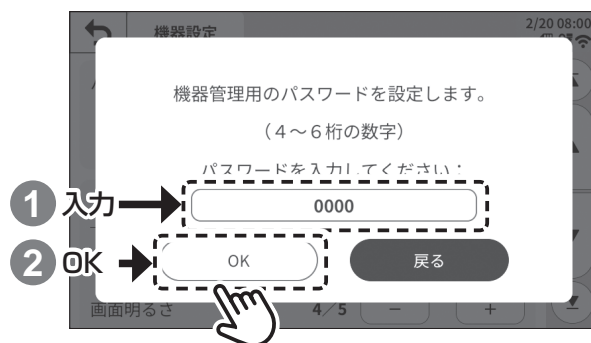 機器設定
2/20 08:00
機器管理用のパスワードを設定します。
(4~6桁の数字)
パスワードを入力してください:
1 入力
0000
2 OK
OK
戻る
画面明るさ
4/5
−
+